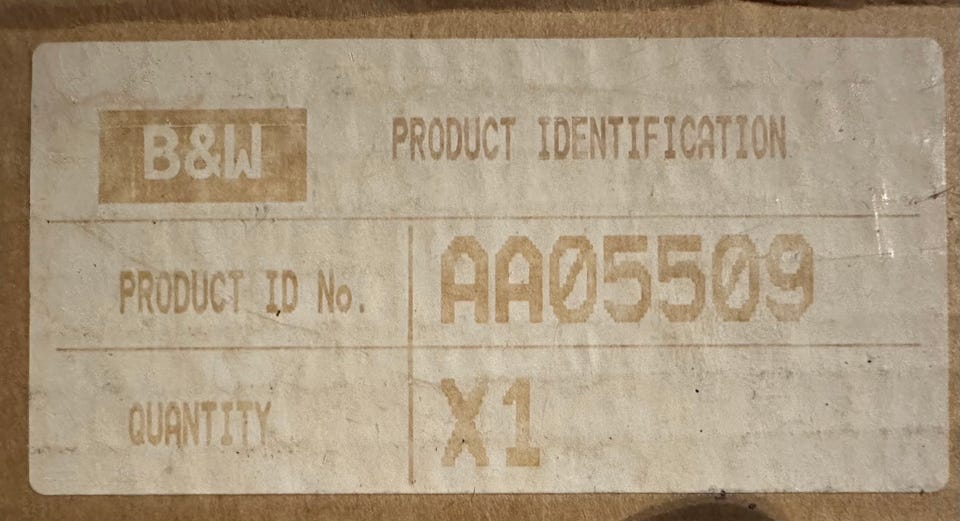 B&W PRODUCT IDENTIFICATION
PRODUCT ID No. AA05509
QUANTITY X1